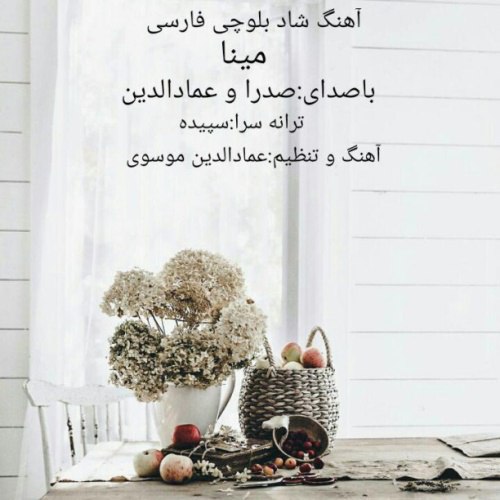 آهنگ شاد بلوچی فارسی
مینا
باصدای:صدرا و عمادالدین
ترانه سرا:سپیده
آهنگ و تنظیم:عمادالدین موسوی